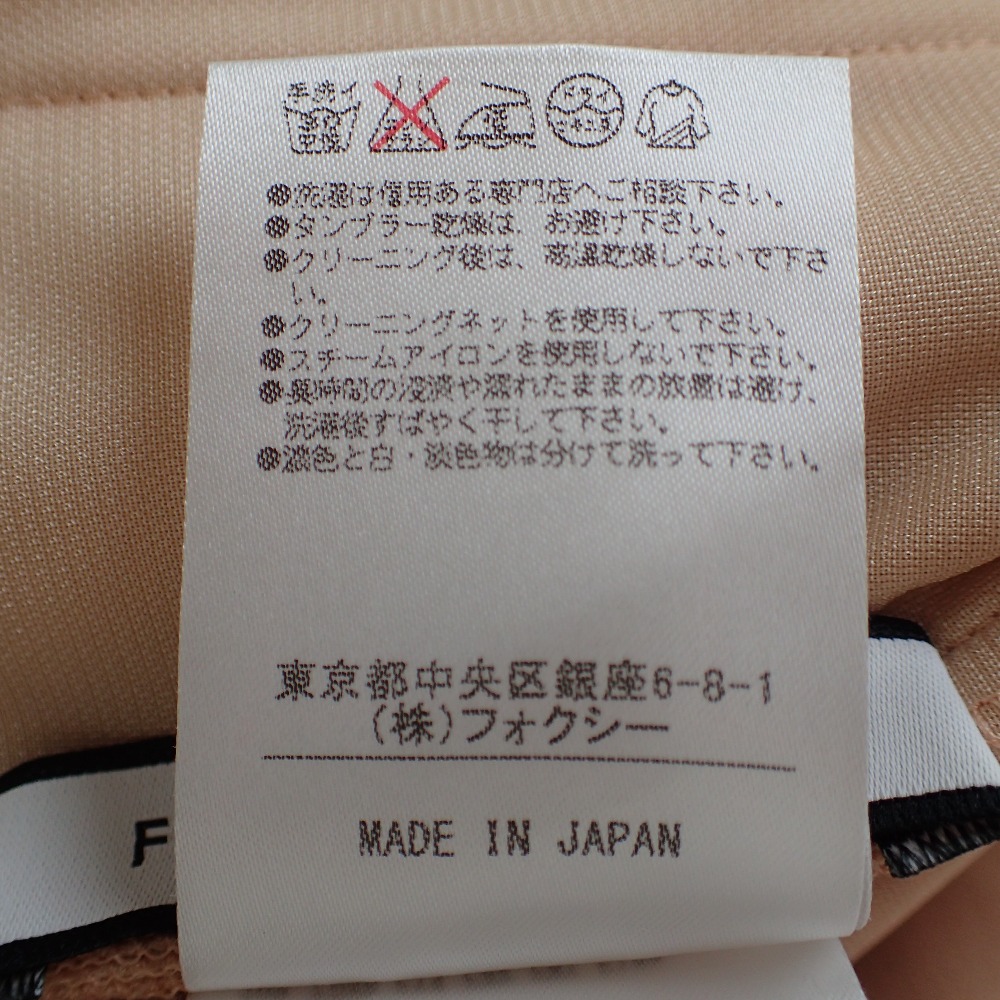 手洗イ
※洗濯は信用ある専門店へご相談下さい。
※タンブラー乾燥は、お避け下さい。
※クリーニング後は、高温乾燥しないで下さ
い。
※クリーニングネットを使用して下さい。
※スチームアイロンを使用しないで下さい。
※長時間の浸漬や濡れたままの放置は避け、
洗濯後すばやく干して下さい。
※濃色と白・淡色物は分けて洗って下さい。
東京都中央区銀座6-8-1
(株)フォクシー
MADE IN JAPAN
F